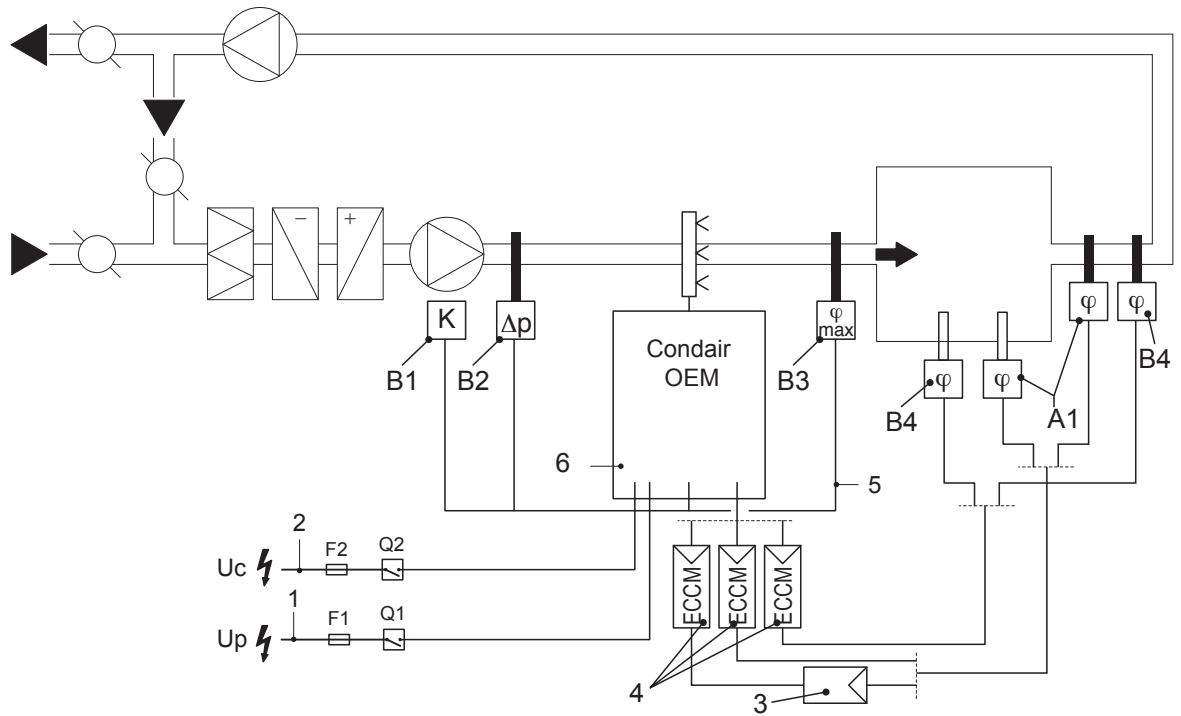 − +
K
Δp
φ
max
φ
φ
φ
φ
Condair
OEM
B1
B2
B3
B4
B4
A1
6
5
2
Uc
F2
Q2
1
Up
F1
Q1
ECCM
ECCM
ECCM
4
3